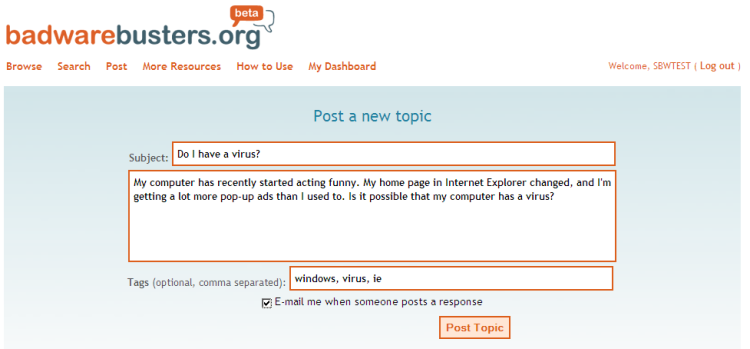 beta
badwarebusters.org
Browse Search Post More Resources How to Use My Dashboard Welcome, SBWTEST ( Log out )
Post a new topic
Subject: Do I have a virus?
My computer has recently started acting funny. My home page in Internet Explorer changed, and I'm
getting a lot more pop-up ads than I used to. Is it possible that my computer has a virus?
Tags (optional, comma separated): windows, virus, ie
E-mail me when someone posts a response
Post Topic